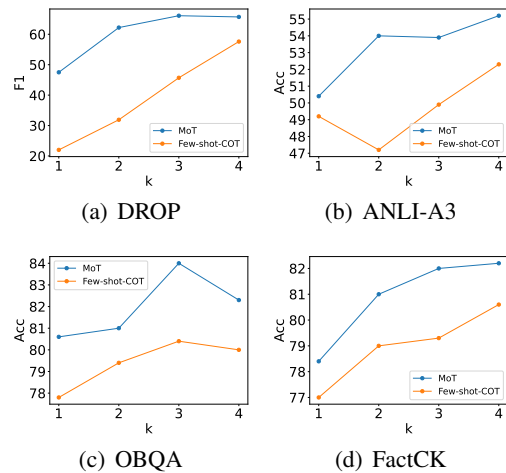 60
50
40
30
20
F1
1 2 3 4
k
MoT
Few-shot-COT
(a) DROP
55
54
53
52
51
50
49
48
47
Acc
1 2 3 4
k
MoT
Few-shot-COT
(b) ANLI-A3
84
83
82
81
80
79
78
Acc
1 2 3 4
k
MoT
Few-shot-COT
(c) OBQA
82
81
80
79
78
77
Acc
1 2 3 4
k
MoT
Few-shot-COT
(d) FactCK